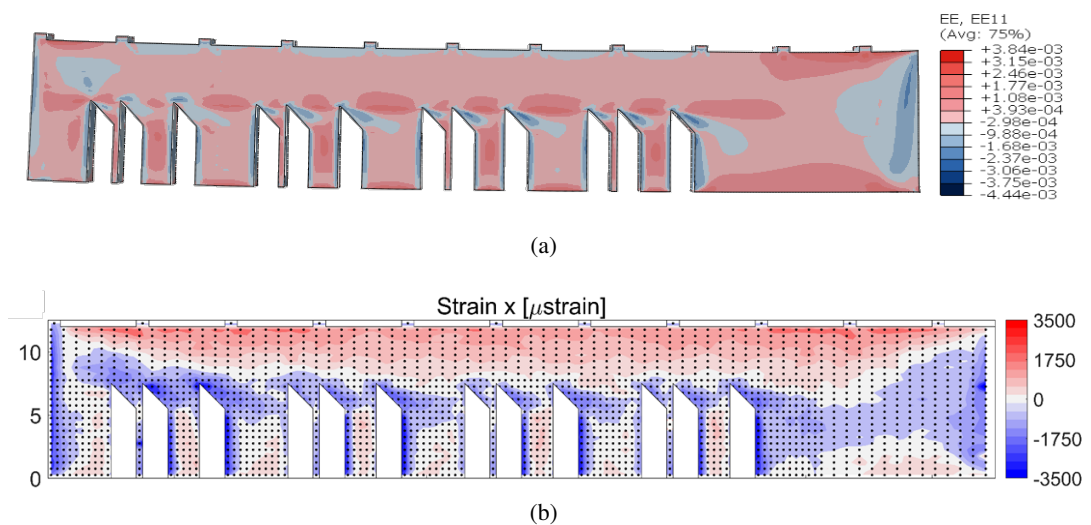 EE, EE11
(Avg: 75%)
+3.84e-03
+3.15e-03
+2.46e-03
+1.77e-03
+1.08e-03
+3.93e-04
-2.98e-04
-9.88e-04
-1.68e-03
-2.37e-03
-3.06e-03
-3.75e-03
-4.44e-03
(a)
Strain x [μstrain]
10
5
0
3500
1750
0
-1750
-3500
(b)